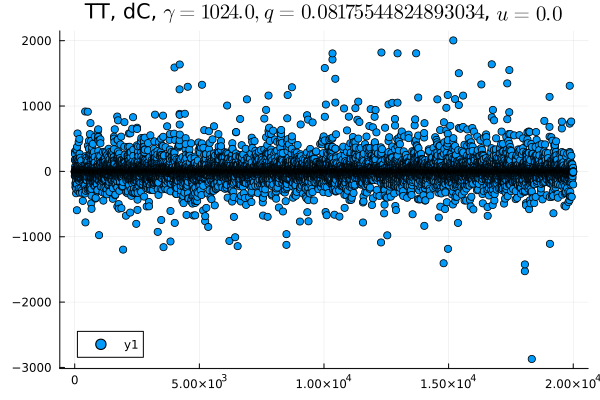 TT, dC, γ = 1024.0, q = 0.08175544824893034, u = 0.0
2000
1000
0
−1000
−2000
−3000
y1
0 5.00×10³ 1.00×10⁴ 1.50×10⁴ 2.00×10⁴